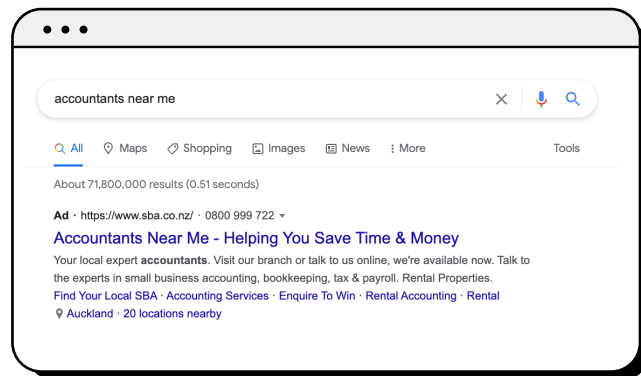 accountants near me
All Maps Shopping Images News More Tools
About 71,800,000 results (0.51 seconds)
Ad · https://www.sba.co.nz/ · 0800 999 722
Accountants Near Me - Helping You Save Time & Money
Your local expert accountants. Visit our branch or talk to us online, we're available now. Talk to
the experts in small business accounting, bookkeeping, tax & payroll. Rental Properties.
Find Your Local SBA · Accounting Services · Enquire To Win · Rental Accounting · Rental
Auckland · 20 locations nearby